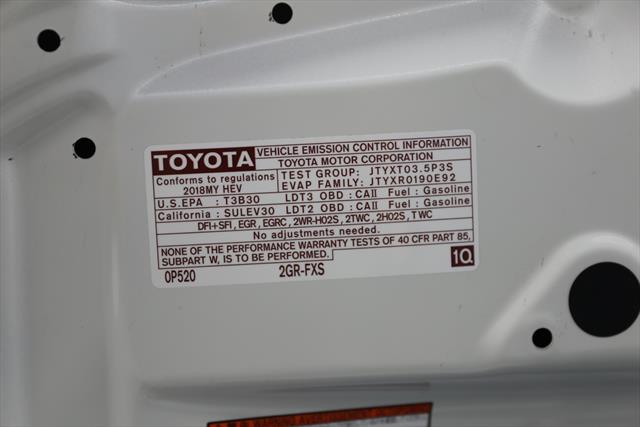 TOYOTA
VEHICLE EMISSION CONTROL INFORMATION
TOYOTA MOTOR CORPORATION
Conforms to regulations
2018MY HEV
TEST GROUP: JTYXT03.5P3S
EVAP FAMILY: JTYXR0190E92
U.S.EPA : T3B30 LDT3 OBD : CAII Fuel : Gasoline
California : SULEV30 LDT2 OBD : CAII Fuel : Gasoline
DFI+SFI, EGR, EGRC, 2WR-HO2S, 2TWC, 2HO2S, TWC
No adjustments needed.
NONE OF THE PERFORMANCE WARRANTY TESTS OF 40 CFR PART 85,
SUBPART W, IS TO BE PERFORMED.
0P520 2GR-FXS 1Q